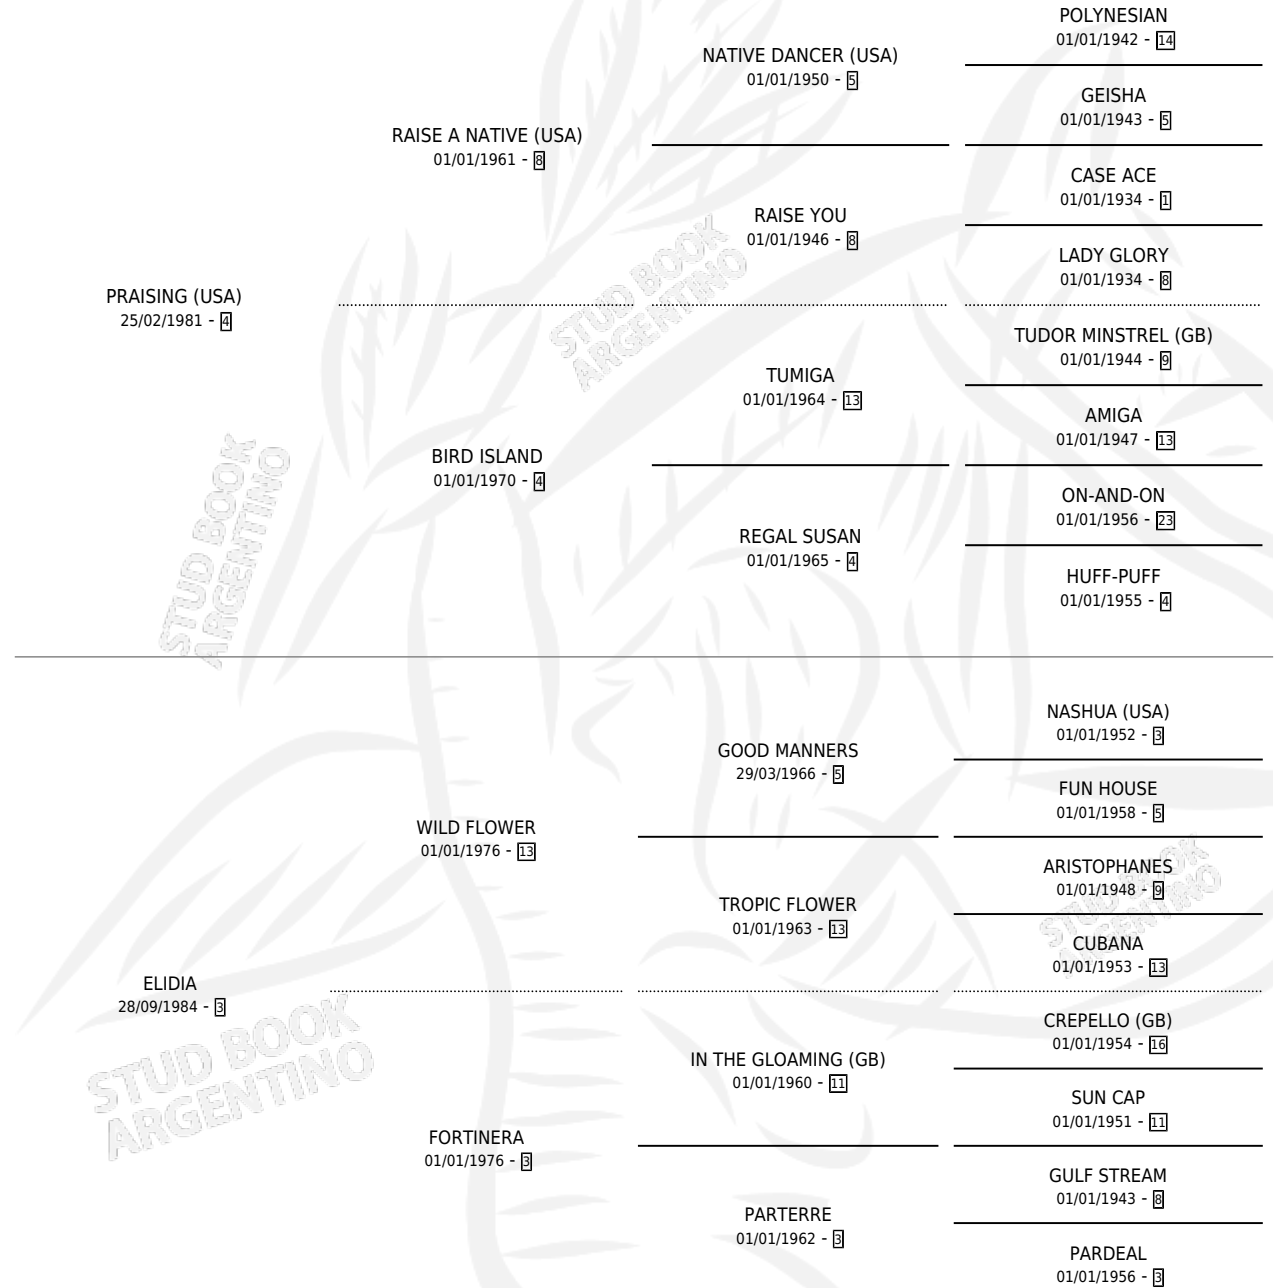 POLYNESIAN
01/01/1942 - 14
NATIVE DANCER (USA)
01/01/1950 - 5
GEISHA
01/01/1943 - 5
RAISE A NATIVE (USA)
01/01/1961 - 8
CASE ACE
01/01/1934 - 1
RAISE YOU
01/01/1946 - 8
LADY GLORY
01/01/1934 - 8
PRAISING (USA)
25/02/1981 - 4
TUDOR MINSTREL (GB)
01/01/1944 - 9
TUMIGA
01/01/1964 - 13
AMIGA
01/01/1947 - 13
BIRD ISLAND
01/01/1970 - 4
ON-AND-ON
01/01/1956 - 23
REGAL SUSAN
01/01/1965 - 4
HUFF-PUFF
01/01/1955 - 4
NASHUA (USA)
01/01/1952 - 3
GOOD MANNERS
29/03/1966 - 5
FUN HOUSE
01/01/1958 - 5
WILD FLOWER
01/01/1976 - 13
ARISTOPHANES
01/01/1948 - 9
TROPIC FLOWER
01/01/1963 - 13
CUBANA
01/01/1953 - 13
ELIDIA
28/09/1984 - 3
CREPELLO (GB)
01/01/1954 - 16
IN THE GLOAMING (GB)
01/01/1960 - 11
SUN CAP
01/01/1951 - 11
FORTINERA
01/01/1976 - 3
GULF STREAM
01/01/1943 - 8
PARTERRE
01/01/1962 - 3
PARDEAL
01/01/1956 - 3
STUD BOOK
ARGENTINO
STUD BOOK
ARGENTINO
STUD BOOK
ARGENTINO
STUD BOOK
ARGENTINO